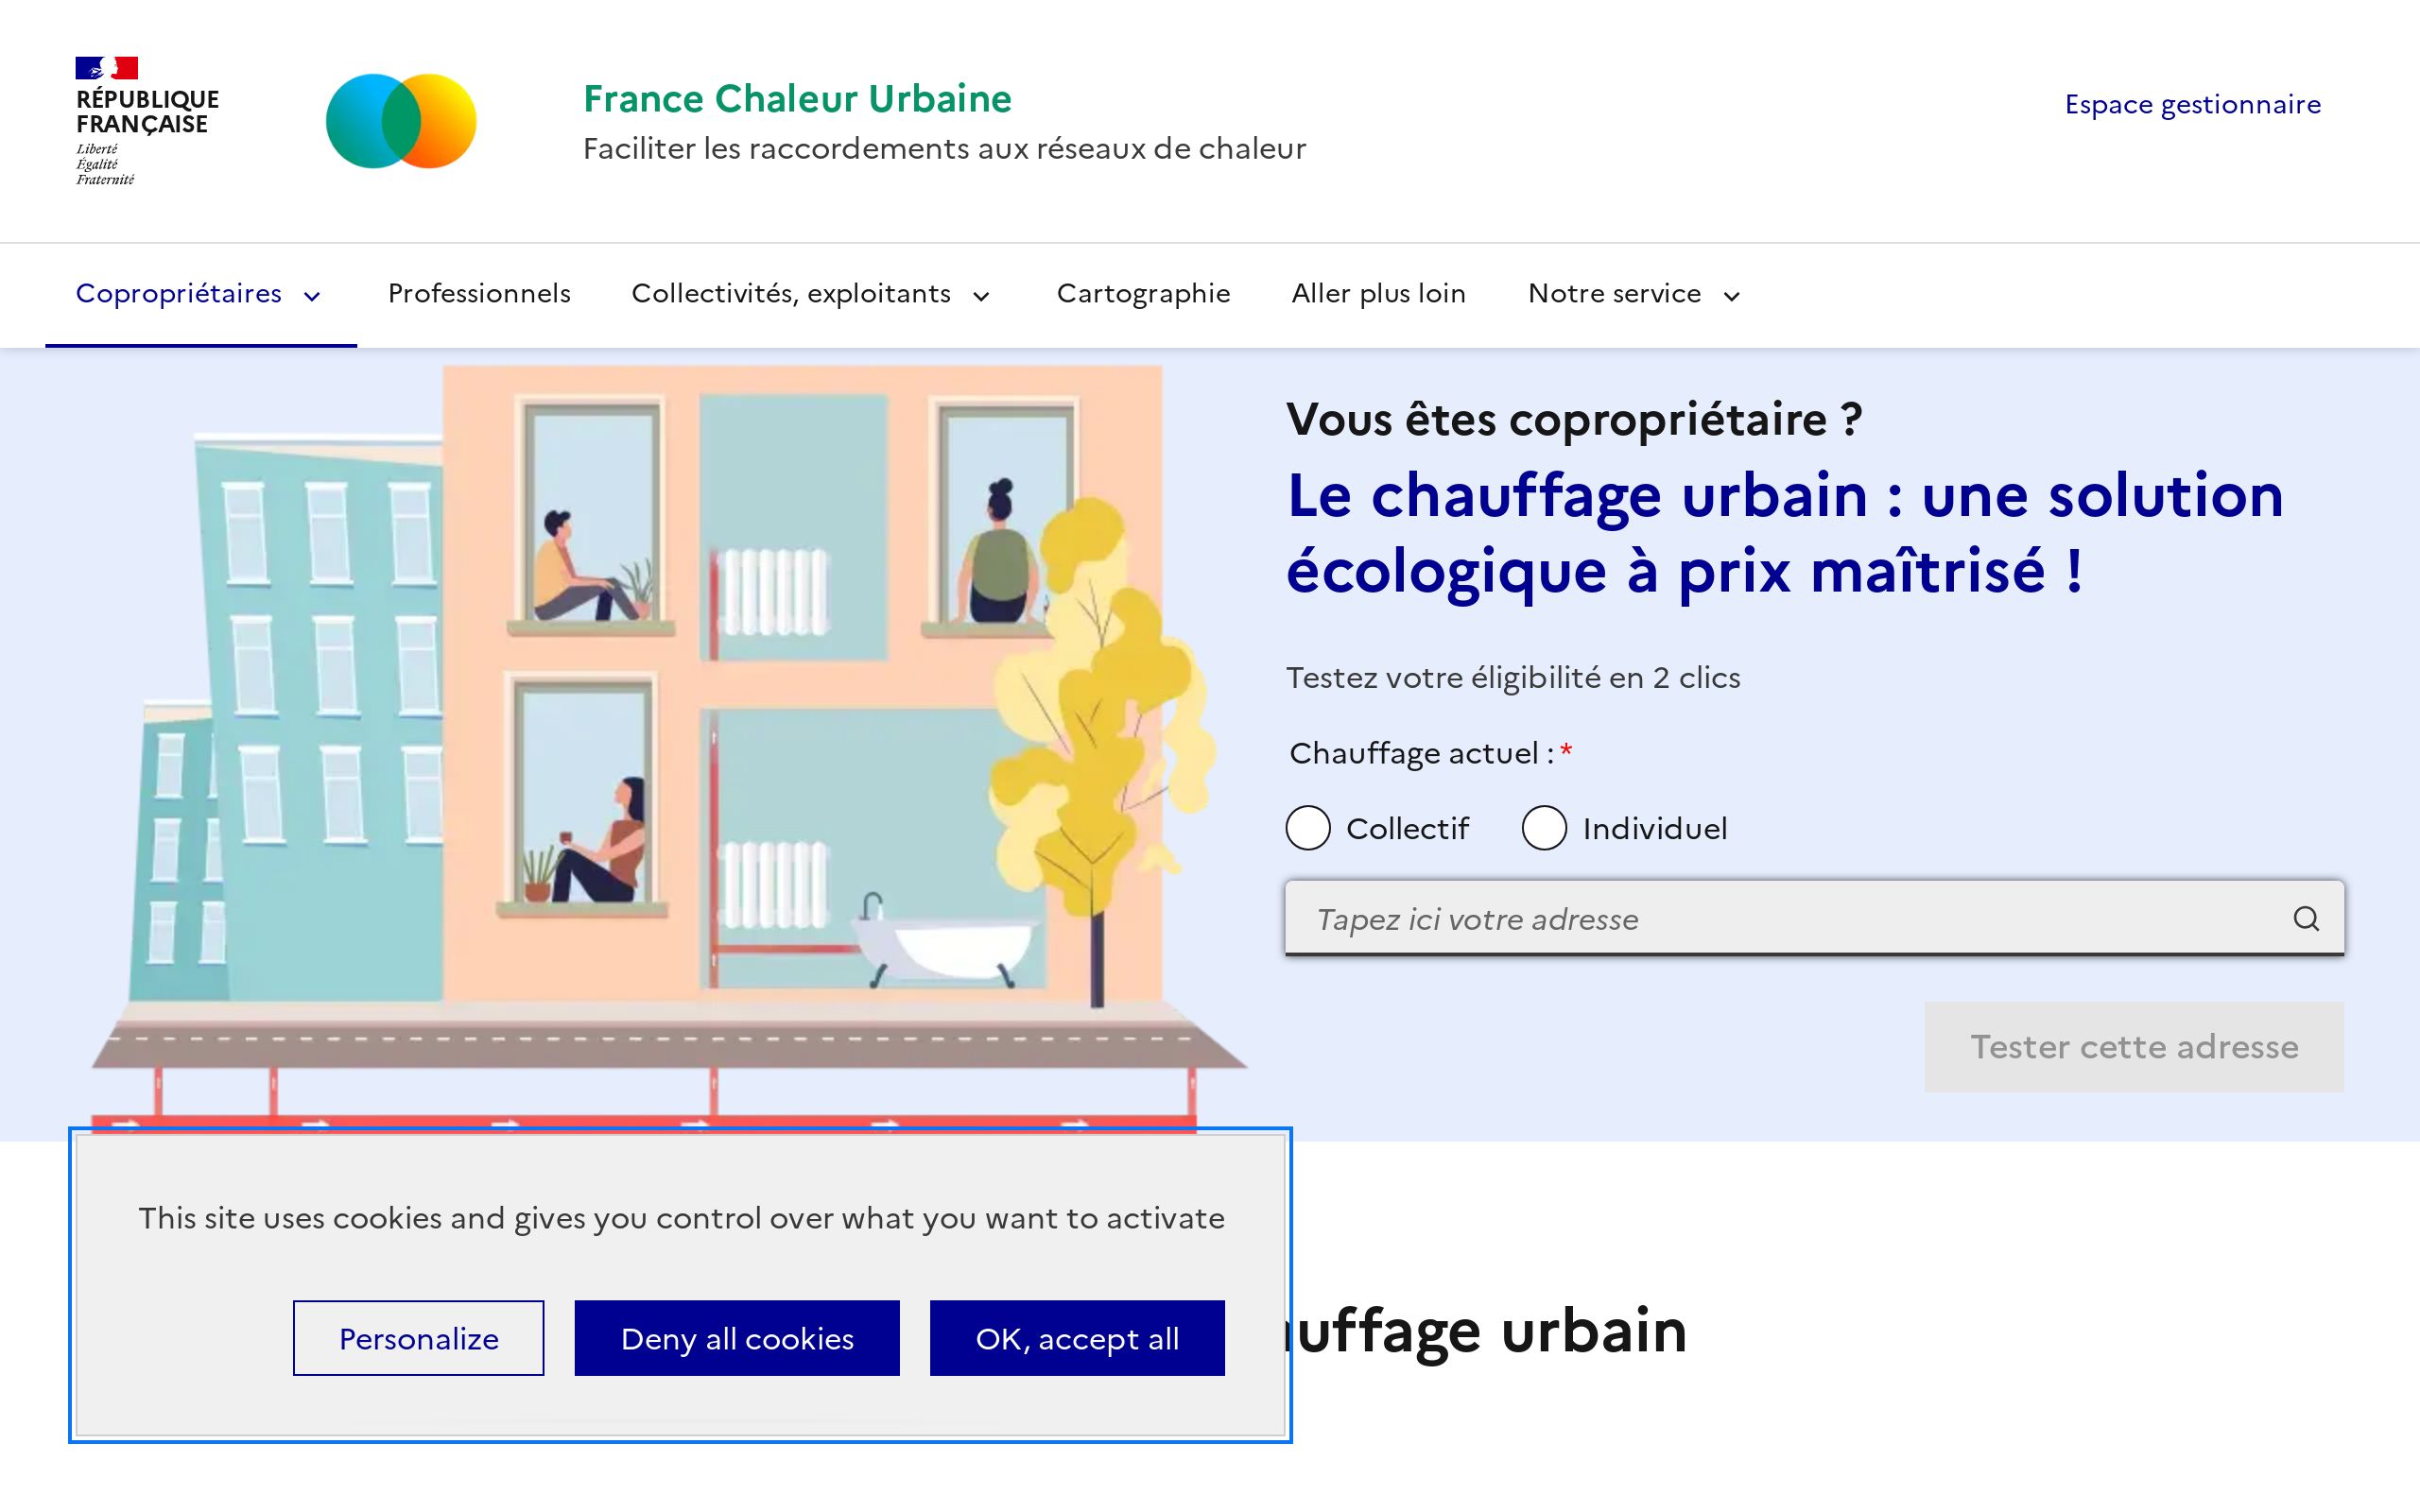 RÉPUBLIQUE
FRANÇAISE
Liberté
Égalité
Fraternité
France Chaleur Urbaine
Faciliter les raccordements aux réseaux de chaleur
Espace gestionnaire
Copropriétaires
Professionnels
Collectivités, exploitants
Cartographie
Aller plus loin
Notre service
Vous êtes copropriétaire ?
Le chauffage urbain : une solution
écologique à prix maîtrisé !
Testez votre éligibilité en 2 clics
Chauffage actuel : *
Collectif
Individuel
Tapez ici votre adresse
Tester cette adresse
This site uses cookies and gives you control over what you want to activate
Personalize
Deny all cookies
OK, accept all
urbain